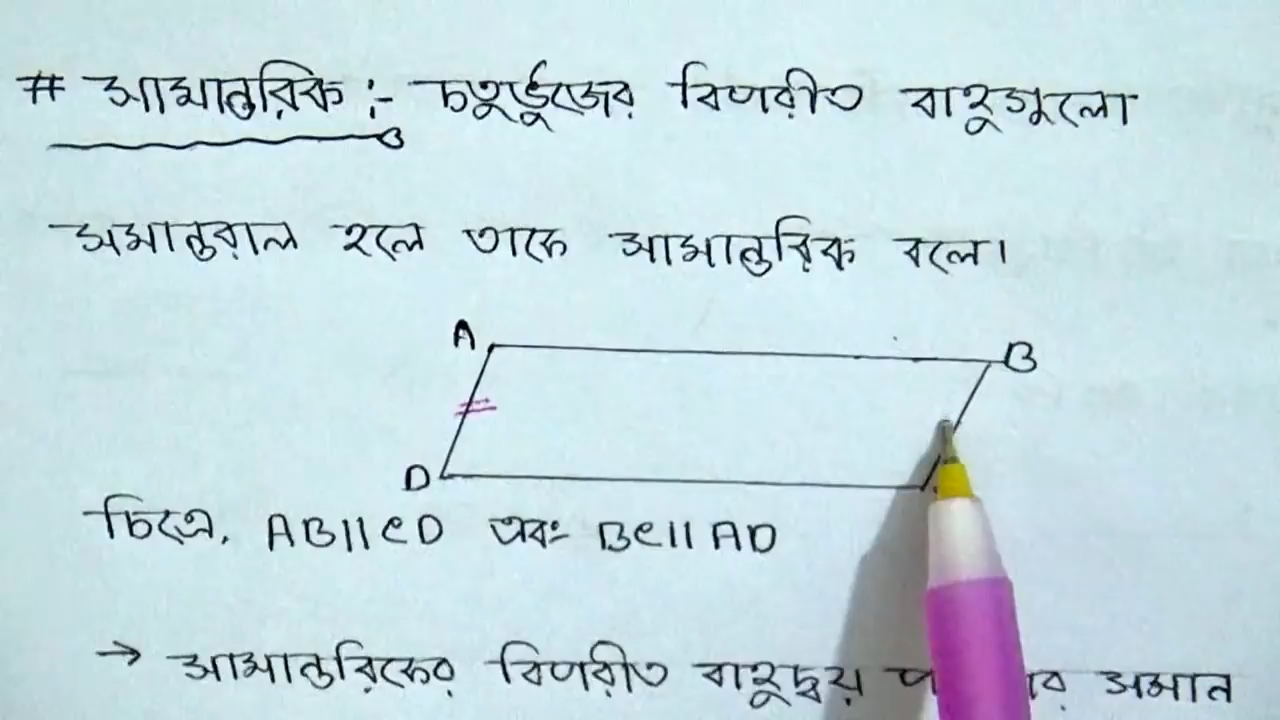 # সামান্তরিক :- চতুর্ভুজের বিপরীত বাহুগুলো
সমান্তরাল হলে তাকে সামান্তরিক বলে।
A
B
D
চিত্রে, AB||CD এবং BC||AD
→ সামান্তরিকের বিপরীত বাহুদ্বয় সমান